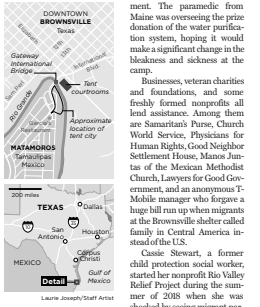 DOWNTOWN
BROWNSVILLE
Texas
Elizabeth
E. 13th
International
Blvd.
Gateway
International
Bridge
Tent
courtrooms
Sam Perl
Rio Grande
Garcia's
Restaurant
Approximate
location of
tent city
MATAMOROS
Tamaulipas
Mexico
200 miles
TEXAS
Dallas
San
Antonio
Houston
Corpus
Christi
MEXICO
Gulf of
Mexico
Detail
Laurie Joseph/Staff Artist
ment. The paramedic from
Maine was overseeing the prize
donation of the water purifica-
tion system, hoping it would
make a significant change in the
bleakness and sickness at the
camp.
Businesses, veteran charities
and foundations, and some
freshly formed nonprofits all
lend assistance. Among them
are Samaritan's Purse, Church
World Service, Physicians for
Human Rights, Good Neighbor
Settlement House, Manos Jun-
tas of the Mexican Methodist
Church, Lawyers for Good Gov-
ernment, and an anonymous T-
Mobile manager who forgave a
huge bill run up when migrants
at the Brownsville shelter called
family in Central America in-
stead of the U.S.
Cassie Stewart, a former
child protection social worker,
started her nonprofit Rio Valley
Relief Project during the sum-
mer of 2018 when she was